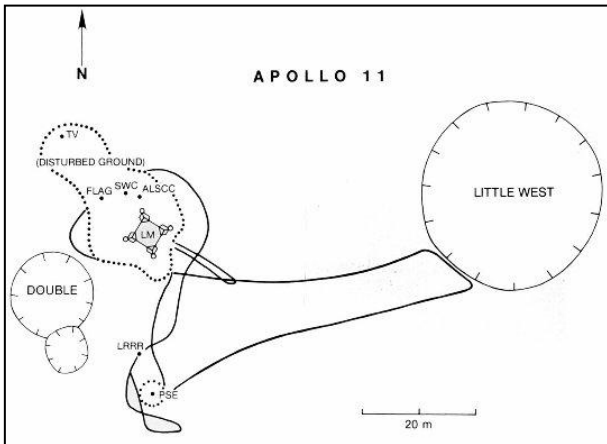 N
APOLLO 11
TV
(DISTURBED GROUND)
FLAG
SWC
ALSCC
LM
LITTLE WEST
DOUBLE
LRRR
PSE
20 m